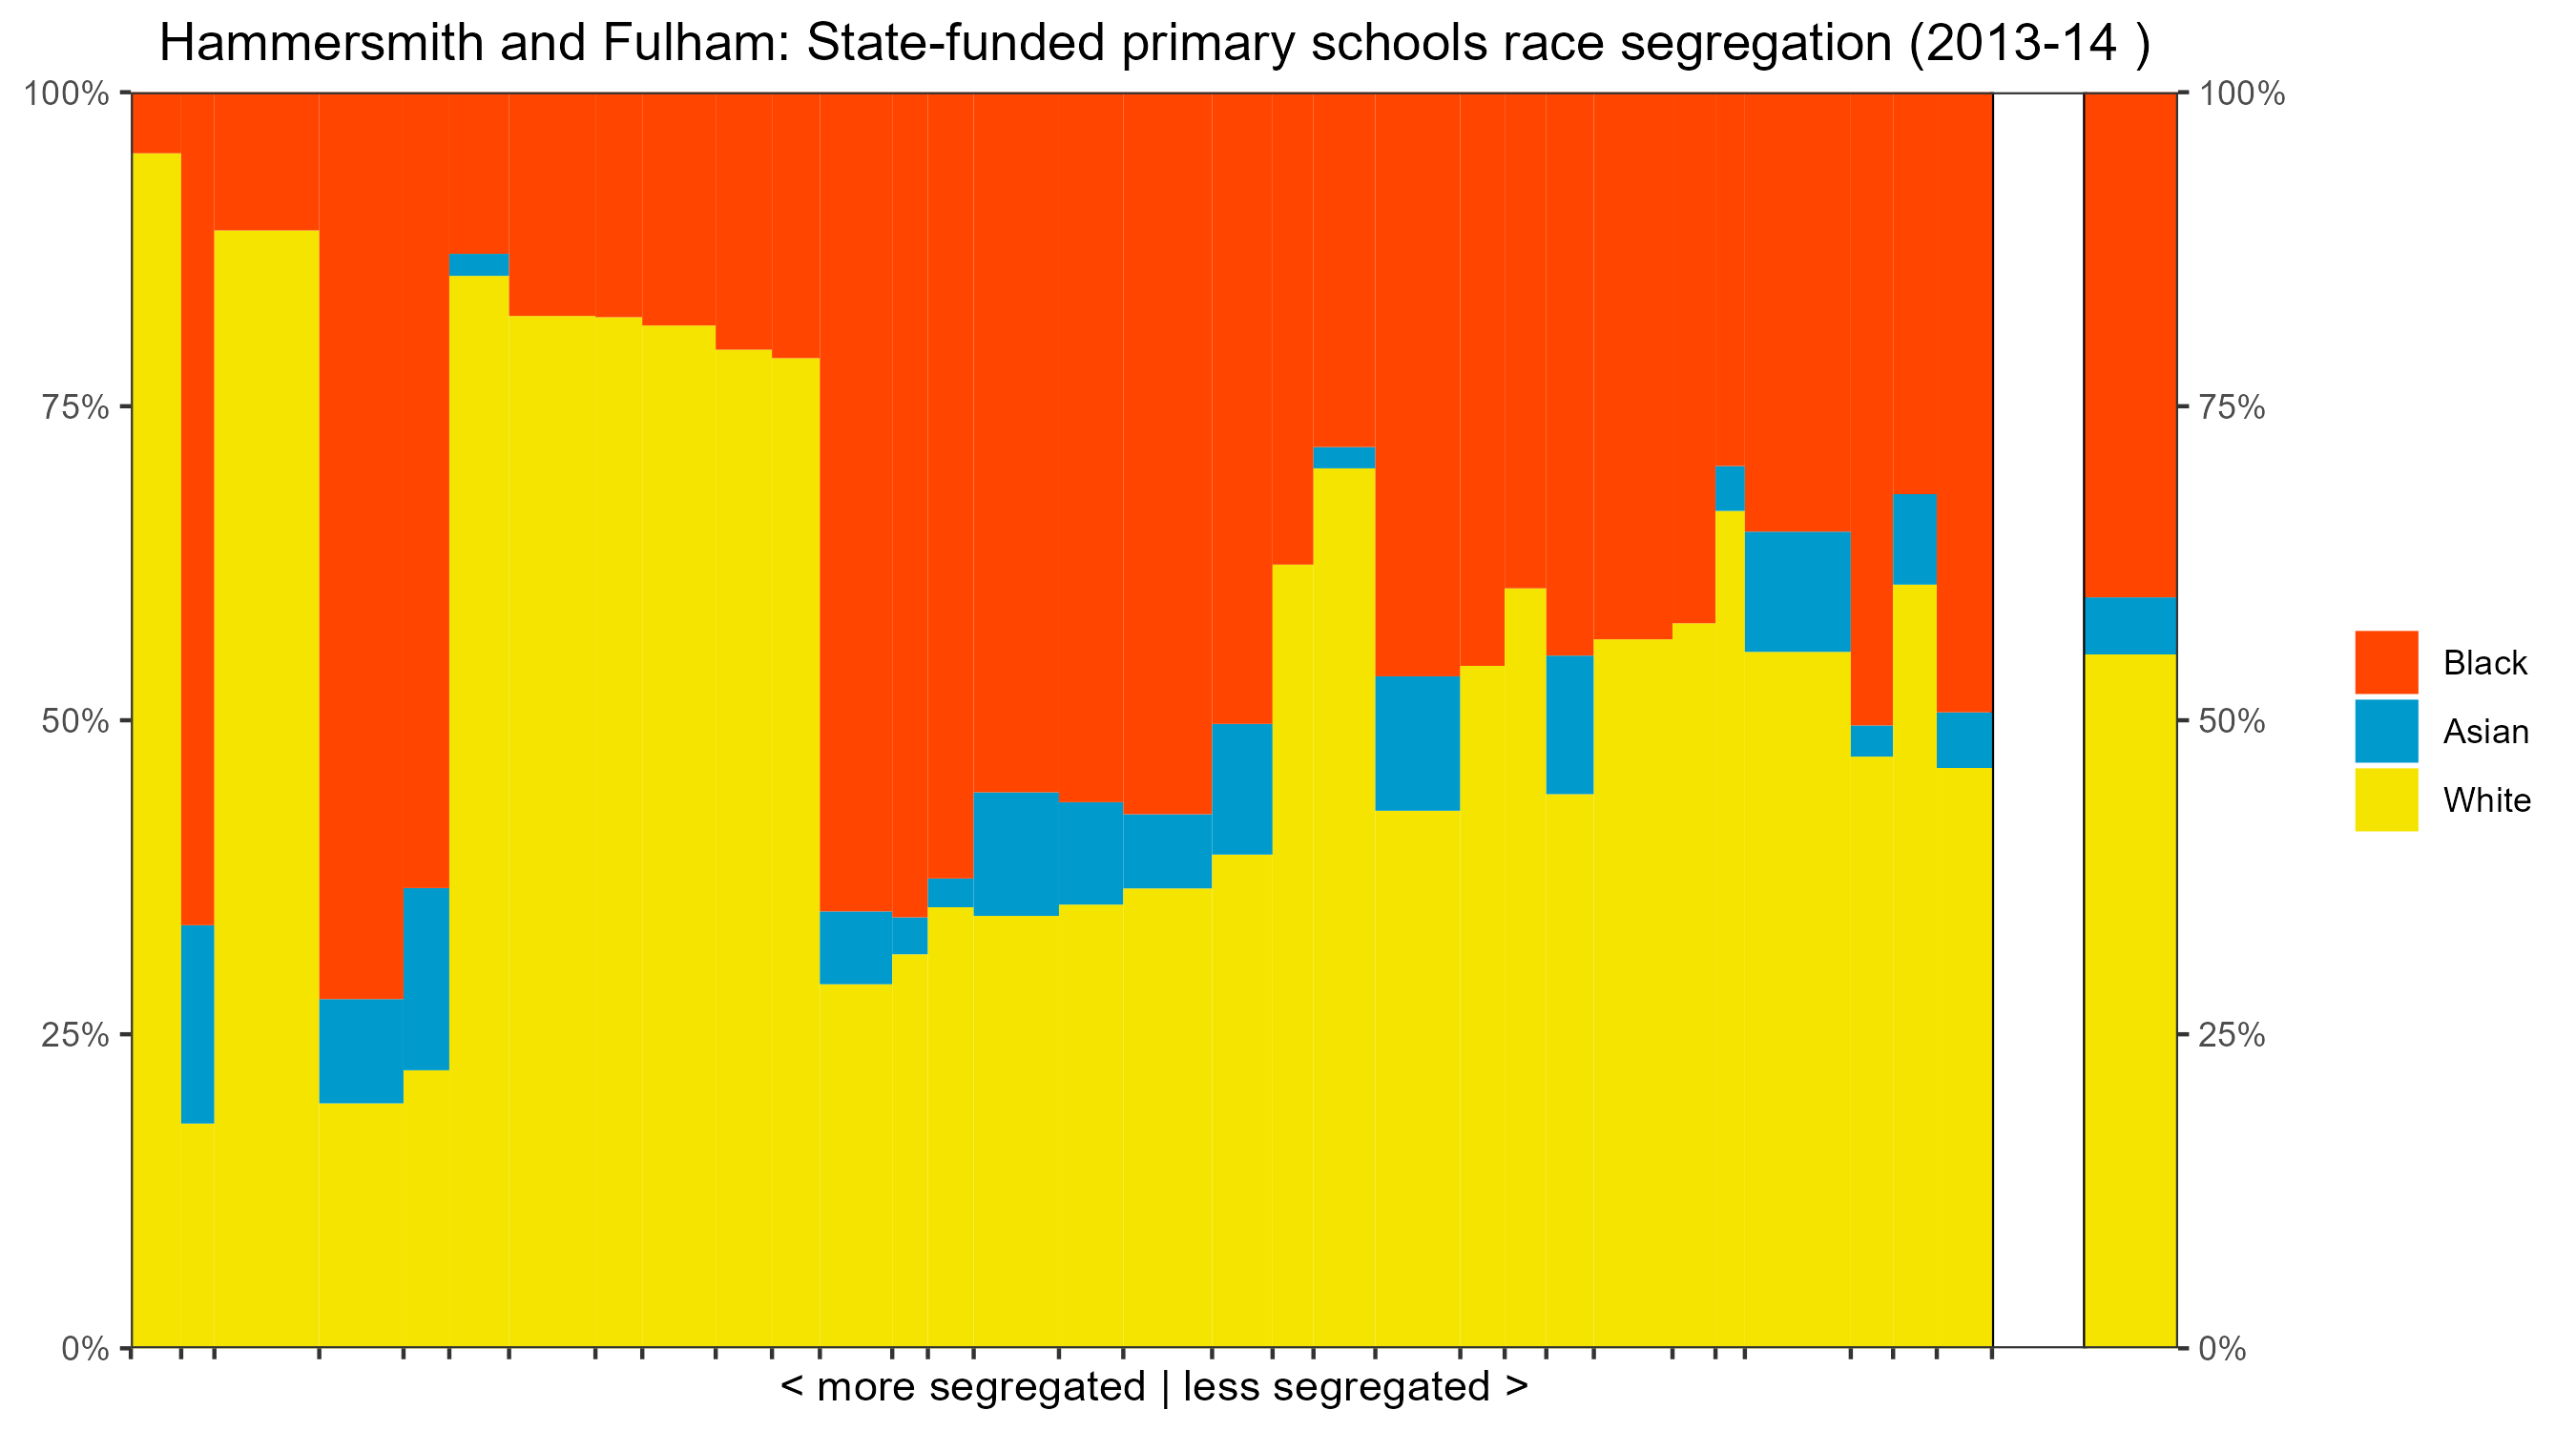 Hammersmith and Fulham: State-funded primary schools race segregation (2013-14 )
100%
75%
50%
25%
0%
100%
75%
50%
25%
0%
Black
Asian
White
< more segregated | less segregated >